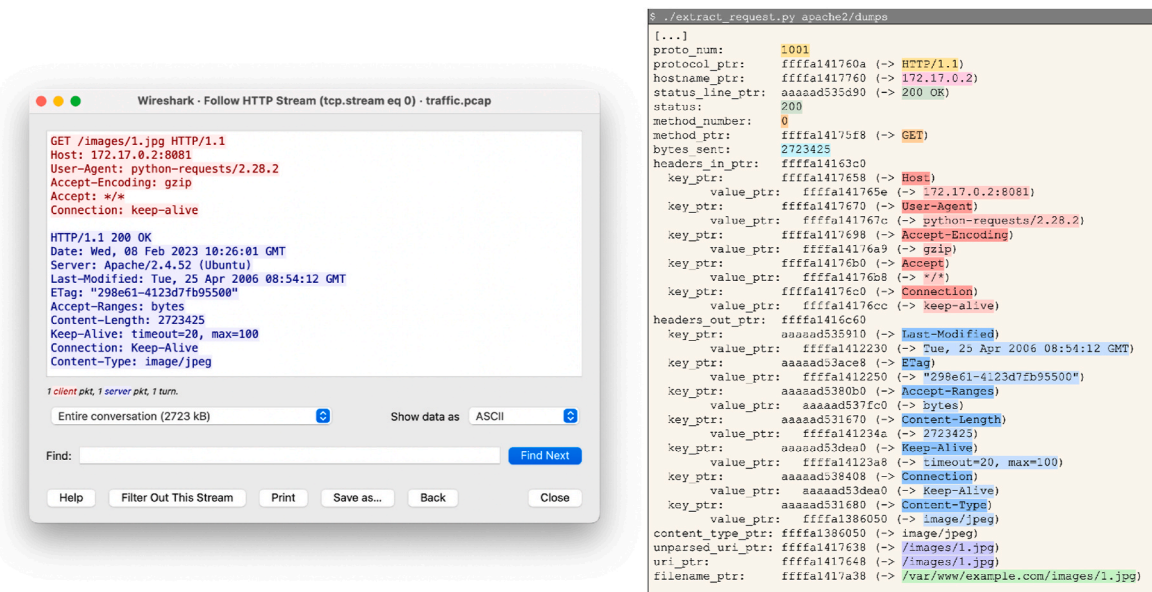 Wireshark · Follow HTTP Stream (tcp.stream eq 0) · traffic.pcap
GET /images/1.jpg HTTP/1.1
Host: 172.17.0.2:8081
User-Agent: python-requests/2.28.2
Accept-Encoding: gzip
Accept: */*
Connection: keep-alive
HTTP/1.1 200 OK
Date: Wed, 08 Feb 2023 10:26:01 GMT
Server: Apache/2.4.52 (Ubuntu)
Last-Modified: Tue, 25 Apr 2006 08:54:12 GMT
ETag: "298e61-4123d7fb95500"
Accept-Ranges: bytes
Content-Length: 2723425
Keep-Alive: timeout=20, max=100
Connection: Keep-Alive
Content-Type: image/jpeg
1 client pkt, 1 server pkt, 1 turn.
Entire conversation (2723 kB)
Show data as ASCII
Find:
Find Next
Help Filter Out This Stream Print Save as... Back Close
$ ./extract_request.py apache2/dumps
[...]
proto_num: 1001
protocol_ptr: ffffa141760a (-> HTTP/1.1)
hostname_ptr: ffffa1417760 (-> 172.17.0.2)
status_line_ptr: aaaaad535d90 (-> 200 OK)
status: 200
method_number: 0
method_ptr: ffffa14175f8 (-> GET)
bytes_sent: 2723425
headers_in_ptr: ffffa14163c0
key_ptr: ffffa1417658 (-> Host)
value_ptr: ffffa141765e (-> 172.17.0.2:8081)
key_ptr: ffffa1417670 (-> User-Agent)
value_ptr: ffffa141767c (-> python-requests/2.28.2)
key_ptr: ffffa1417698 (-> Accept-Encoding)
value_ptr: ffffa14176a9 (-> gzip)
key_ptr: ffffa14176b0 (-> Accept)
value_ptr: ffffa14176b8 (-> */*)
key_ptr: ffffa14176c0 (-> Connection)
value_ptr: ffffa14176cc (-> keep-alive)
headers_out_ptr: ffffa1416c60
key_ptr: aaaaad535910 (-> Last-Modified)
value_ptr: ffffa1412230 (-> Tue, 25 Apr 2006 08:54:12 GMT)
key_ptr: aaaaad53ace8 (-> ETag)
value_ptr: ffffa1412250 (-> "298e61-4123d7fb95500")
key_ptr: aaaaad5380b0 (-> Accept-Ranges)
value_ptr: aaaaad537fc0 (-> bytes)
key_ptr: aaaaad531670 (-> Content-Length)
value_ptr: ffffa141234a (-> 2723425)
key_ptr: aaaaad53dea0 (-> Keep-Alive)
value_ptr: ffffa14123a8 (-> timeout=20, max=100)
key_ptr: aaaaad538408 (-> Connection)
value_ptr: aaaaad53dea0 (-> Keep-Alive)
key_ptr: aaaaad531680 (-> Content-Type)
value_ptr: ffffa1386050 (-> image/jpeg)
content_type_ptr: ffffa1386050 (-> image/jpeg)
unparsed_uri_ptr: ffffa1417638 (-> /images/1.jpg)
uri_ptr: ffffa1417648 (-> /images/1.jpg)
filename_ptr: ffffa1417a38 (-> /var/www/example.com/images/1.jpg)